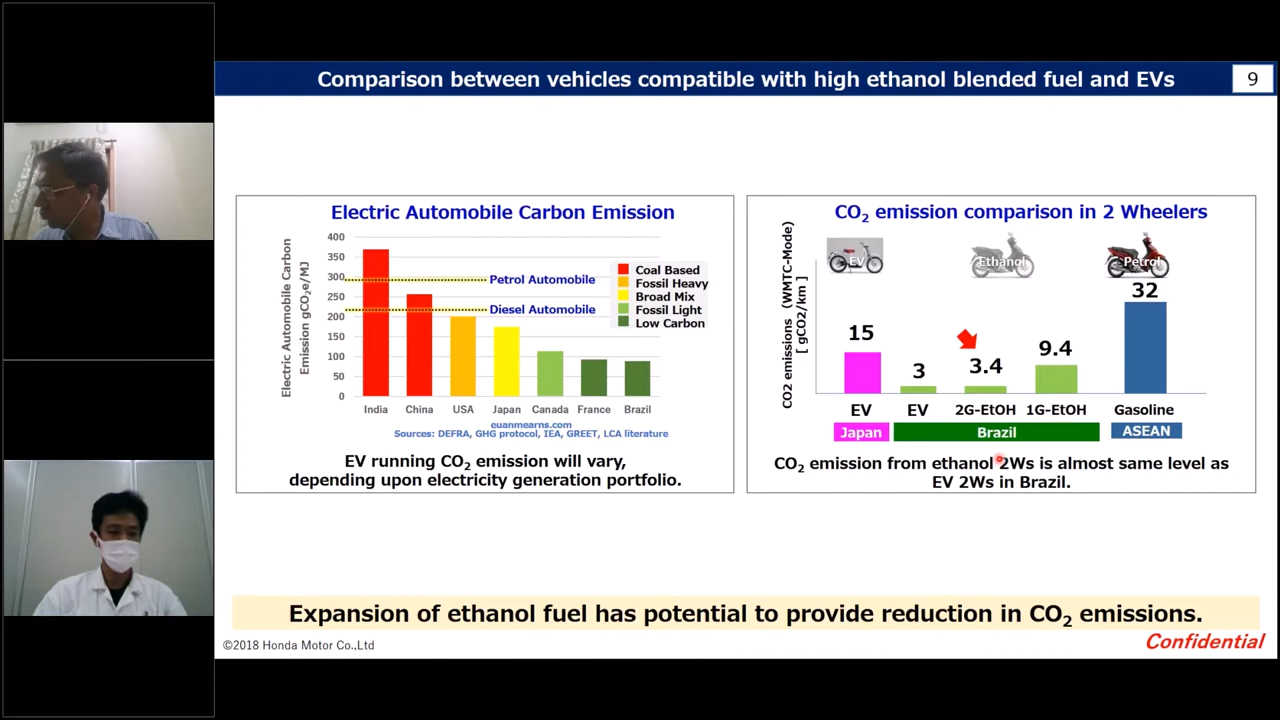 Comparison between vehicles compatible with high ethanol blended fuel and EVs
9
Electric Automobile Carbon Emission
Electric Automobile Carbon
Emission gCO₂e/MJ
400
350
300
250
200
150
100
50
0
Petrol Automobile
Diesel Automobile
Coal Based
Fossil Heavy
Broad Mix
Fossil Light
Low Carbon
India China USA Japan Canada France Brazil
euanmearns.com
Sources: DEFRA, GHG protocol, IEA, GREET, LCA literature
EV running CO₂ emission will vary,
depending upon electricity generation portfolio.
CO₂ emission comparison in 2 Wheelers
CO2 emissions (WMTC-Mode)
[ gCO2/km ]
EV Ethanol Petrol
15
3
3.4
9.4
32
EV EV 2G-EtOH 1G-EtOH Gasoline
Japan Brazil ASEAN
CO₂ emission from ethanol 2Ws is almost same level as
EV 2Ws in Brazil.
Expansion of ethanol fuel has potential to provide reduction in CO₂ emissions.
©2018 Honda Motor Co.,Ltd
Confidential